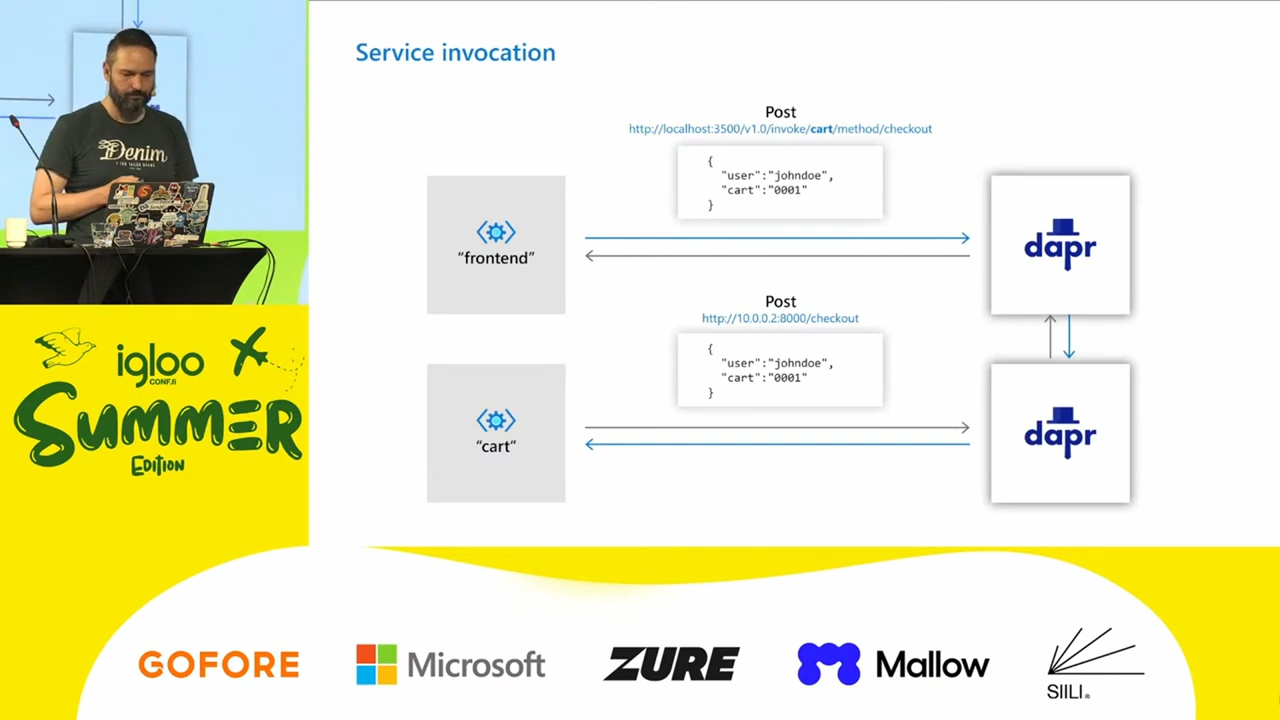 Service invocation
Post
http://localhost:3500/v1.0/invoke/cart/method/checkout
{
"user":"johndoe",
"cart":"0001"
}
"frontend"
dapr
Post
http://10.0.0.2:8000/checkout
{
"user":"johndoe",
"cart":"0001"
}
"cart"
dapr
Denim
igloo
CONF.fi
SUMMER
EDITION
GOFORE
Microsoft
ZURE
Mallow
SIILI